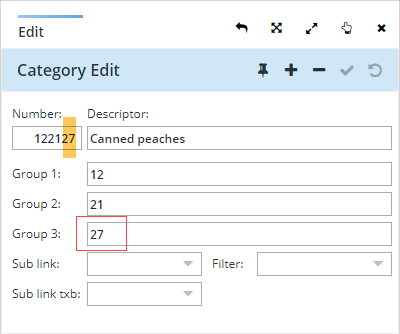 Edit
Category Edit
Number: Descriptor:
122127 Canned peaches
Group 1: 12
Group 2: 21
Group 3: 27
Sub link: Filter:
Sub link txb: